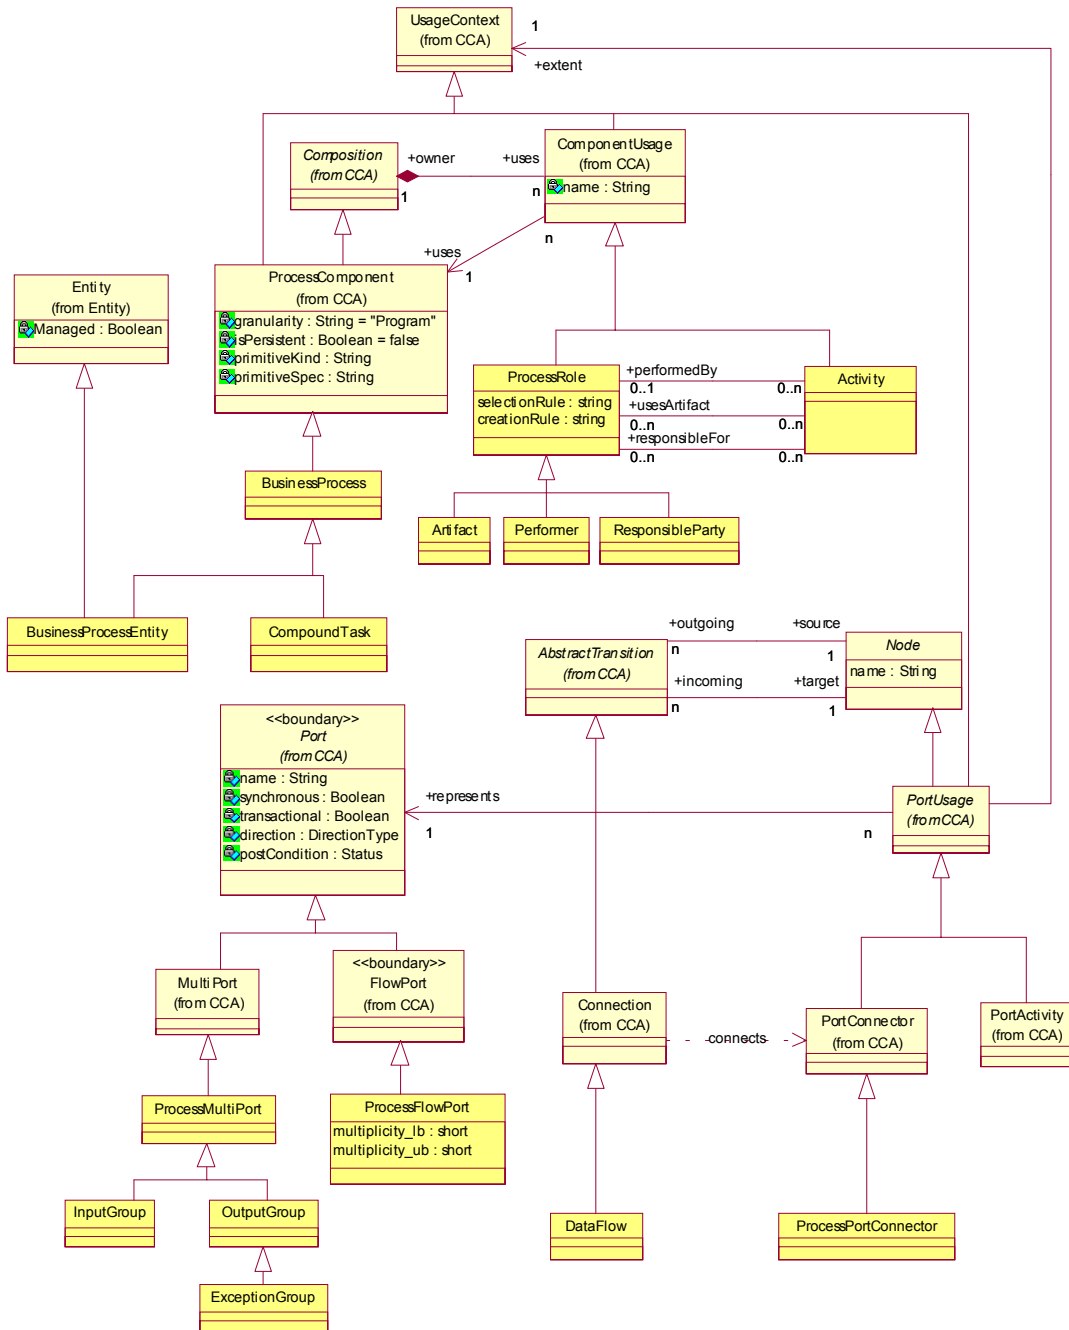 UsageContext
(from CCA)
1
+extent
Composition
(from CCA)
+owner
1
+uses
n
ComponentUsage
(from CCA)
name : String
+uses
n
1
Entity
(from Entity)
Managed : Boolean
ProcessComponent
(from CCA)
granularity : String = "Program"
isPersistent : Boolean = false
primitiveKind : String
primitiveSpec : String
ProcessRole
selectionRule : string
creationRule : string
+performedBy
0..1
0..n
+usesArtifact
0..n
0..n
+responsibleFor
0..n
0..n
Activity
BusinessProcess
Artifact
Performer
ResponsibleParty
BusinessProcessEntity
CompoundTask
AbstractTransition
(from CCA)
+outgoing
n
+source
1
+incoming
n
+target
1
Node
name : String
<<boundary>>
Port
(from CCA)
name : String
synchronous : Boolean
transactional : Boolean
direction : DirectionType
postCondition : Status
+represents
1
n
PortUsage
(from CCA)
MultiPort
(from CCA)
<<boundary>>
FlowPort
(from CCA)
Connection
(from CCA)
connects
PortConnector
(from CCA)
PortActivity
(from CCA)
ProcessMultiPort
ProcessFlowPort
multiplicity_lb : short
multiplicity_ub : short
InputGroup
OutputGroup
DataFlow
ProcessPortConnector
ExceptionGroup